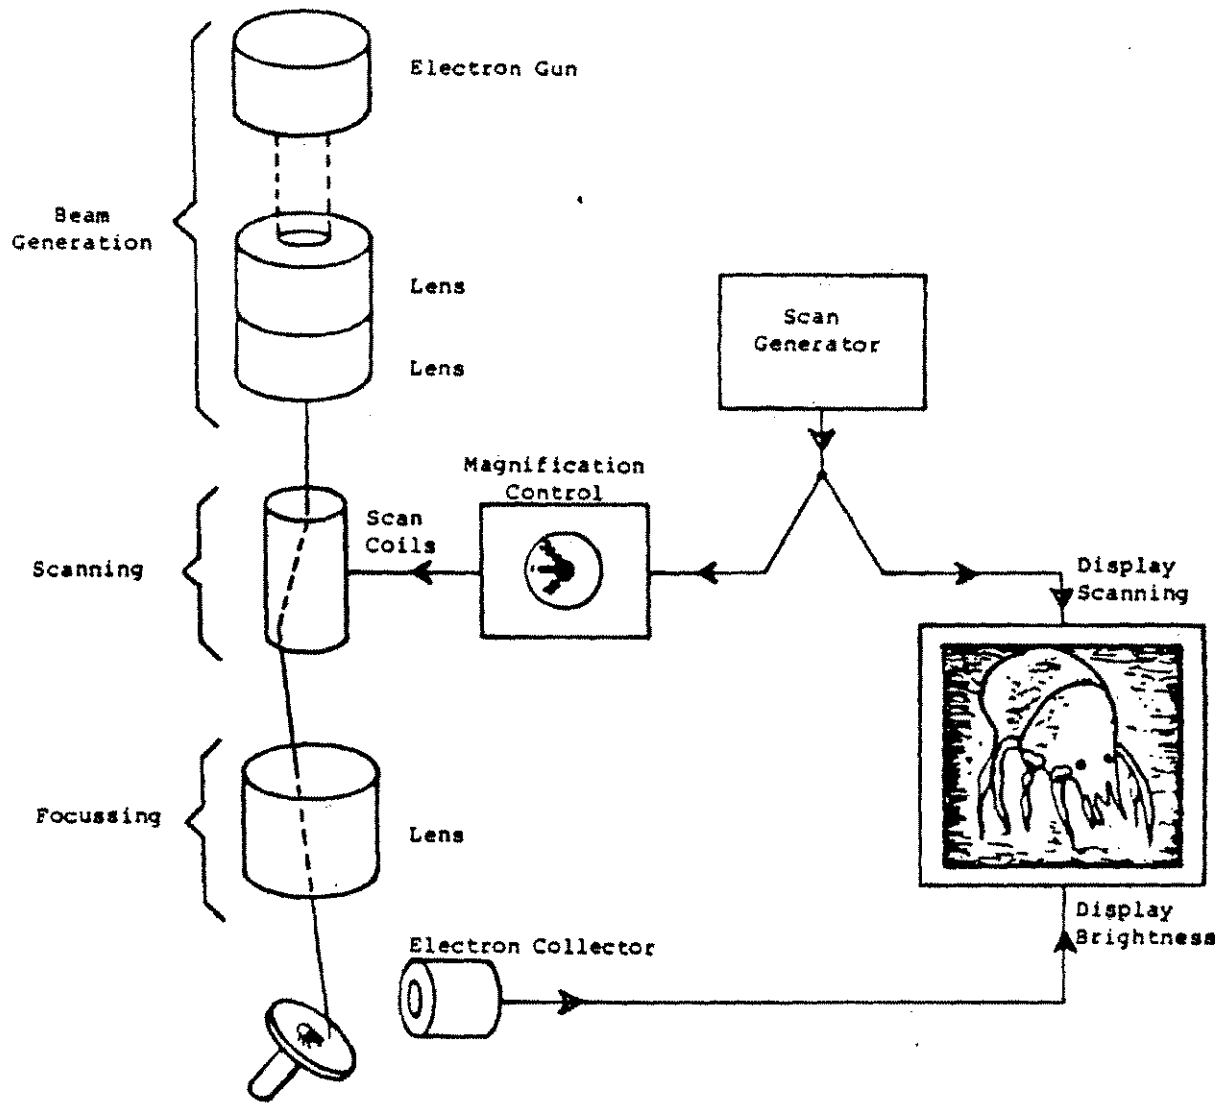 Electron Gun
Beam
Generation
Lens
Lens
Scan
Generator
Magnification
Control
Scan
Coils
Scanning
Display
Scanning
Focussing
Lens
Display
Brightness
Electron Collector